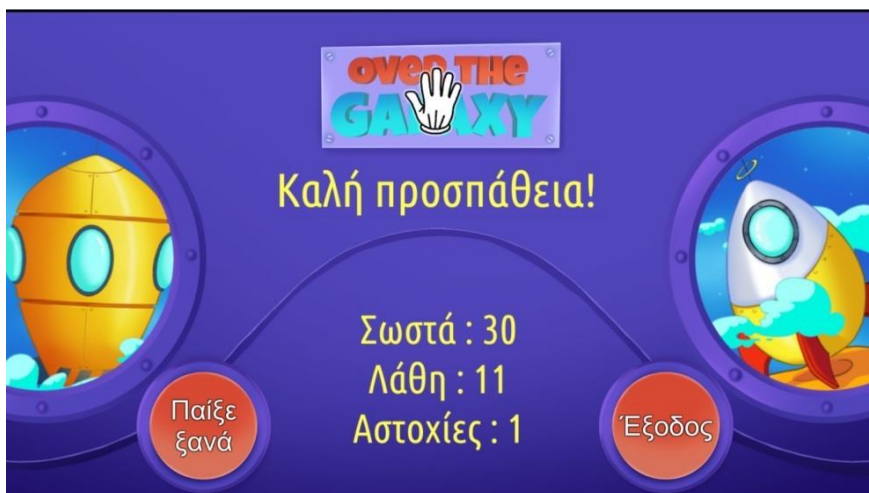 OVER THE
GALAXY
Καλή προσπάθεια!
Σωστά : 30
Λάθη : 11
Αστοχίες : 1
Παίξε
ξανά
Έξοδος